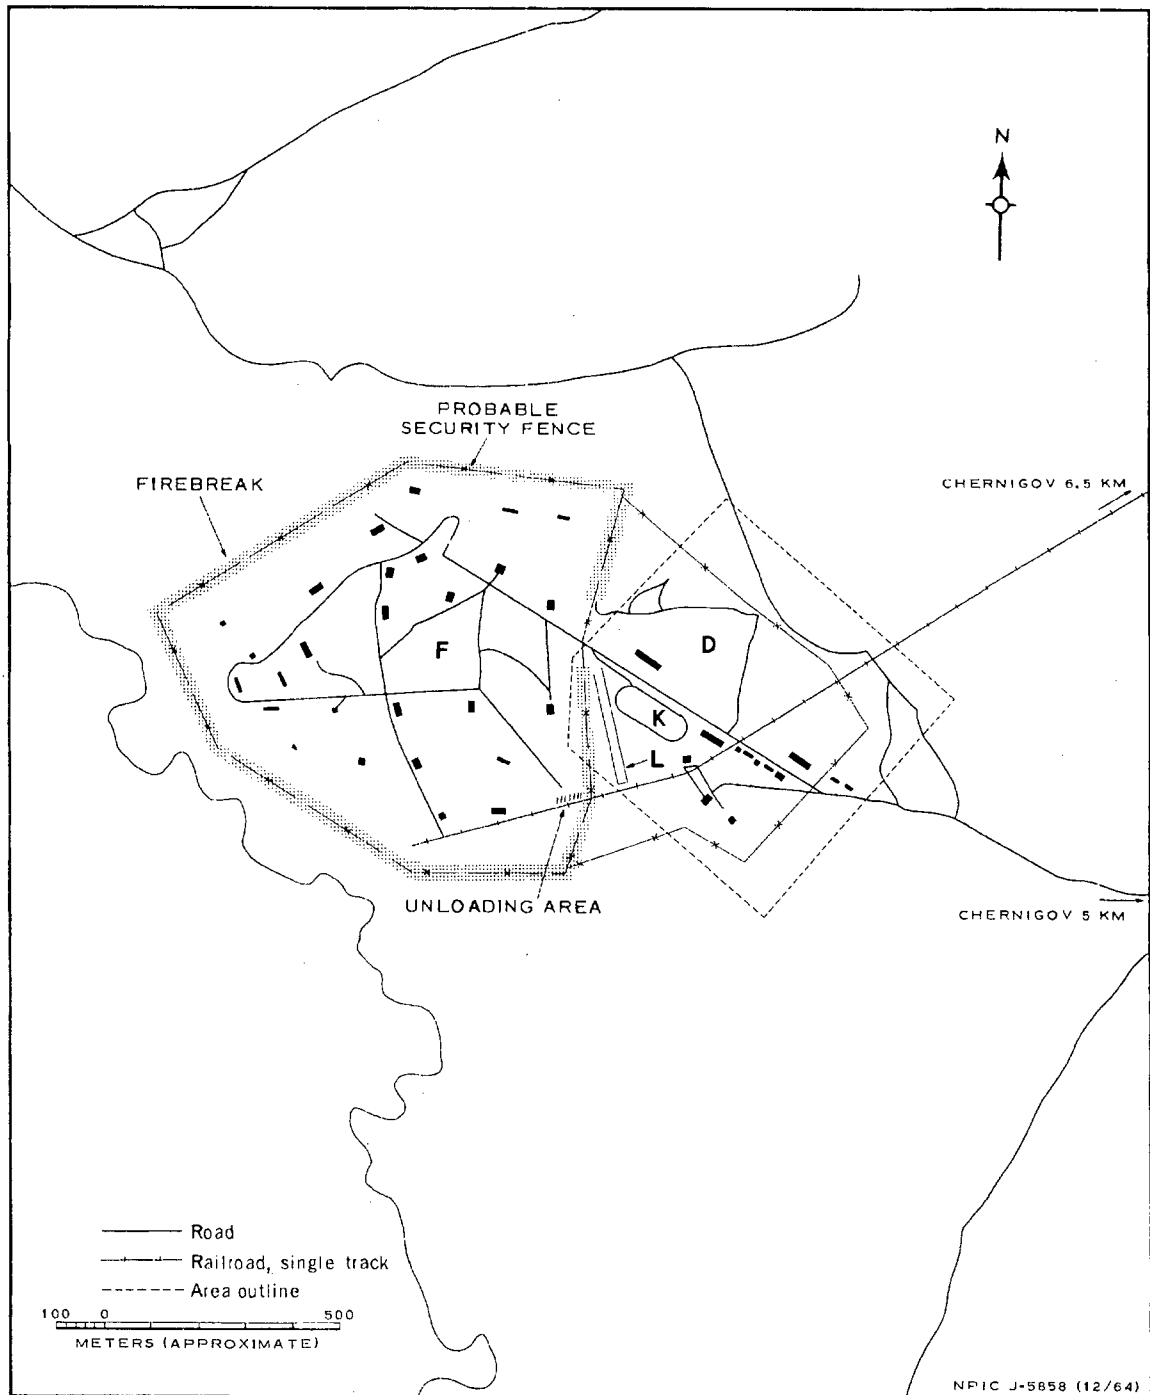 N
PROBABLE
SECURITY FENCE
FIREBREAK
CHERNIGOV 6.5 KM
D
F
K
L
UNLOADING AREA
CHERNIGOV 5 KM
Road
Railroad, single track
Area outline
100 0 500
METERS (APPROXIMATE)
NPIC J-5858 (12/64)